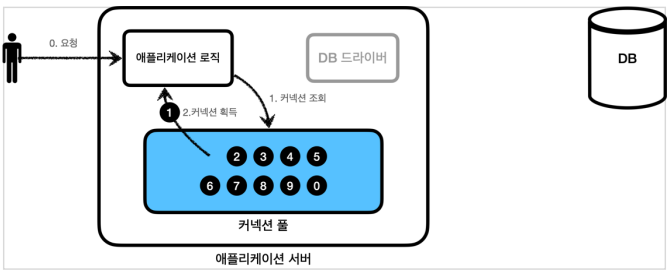 0. 요청
애플리케이션 로직
DB 드라이버
DB
1. 커넥션 조회
1
2.커넥션 획득
2 3 4 5
6 7 8 9 0
커넥션 풀
애플리케이션 서버